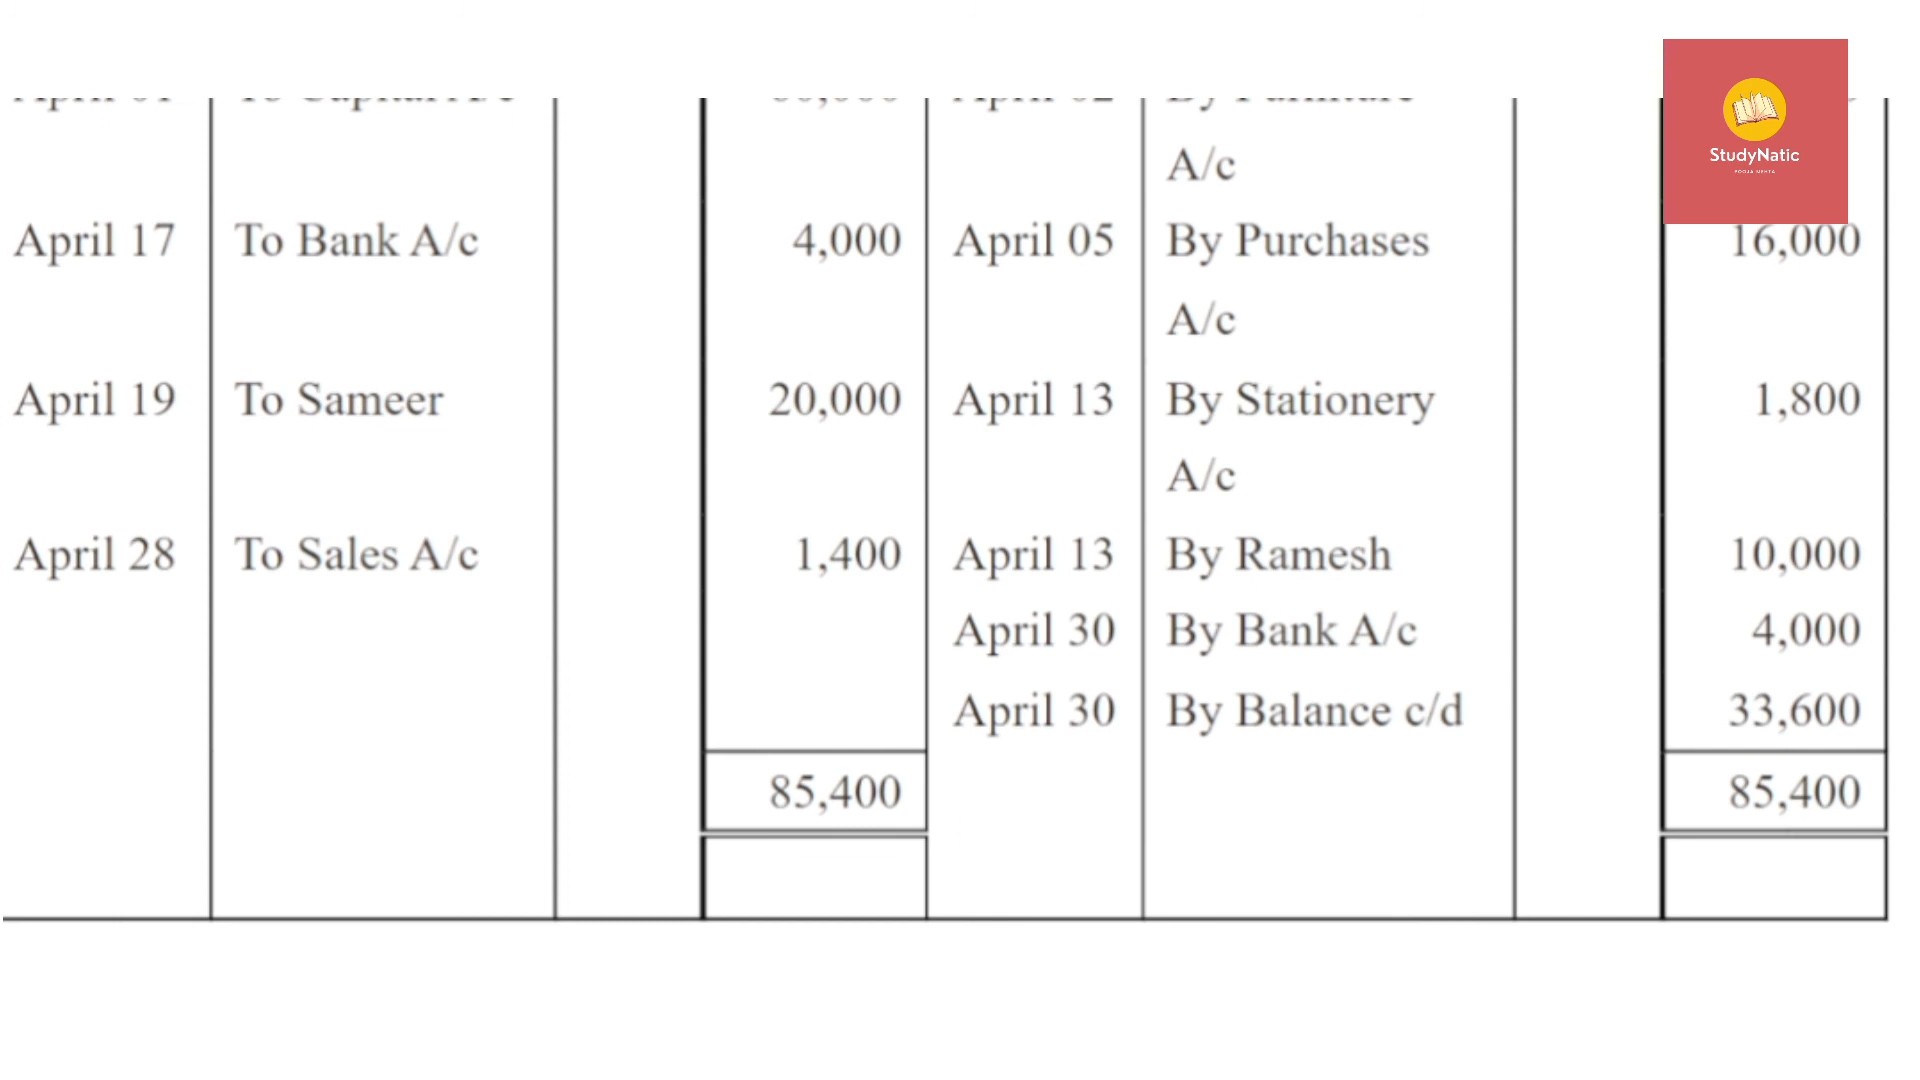 StudyNatic
POOJA MEHTA
A/c
April 17 To Bank A/c 4,000 April 05 By Purchases 16,000
A/c
April 19 To Sameer 20,000 April 13 By Stationery 1,800
A/c
April 28 To Sales A/c 1,400 April 13 By Ramesh 10,000
April 30 By Bank A/c 4,000
April 30 By Balance c/d 33,600
85,400 85,400